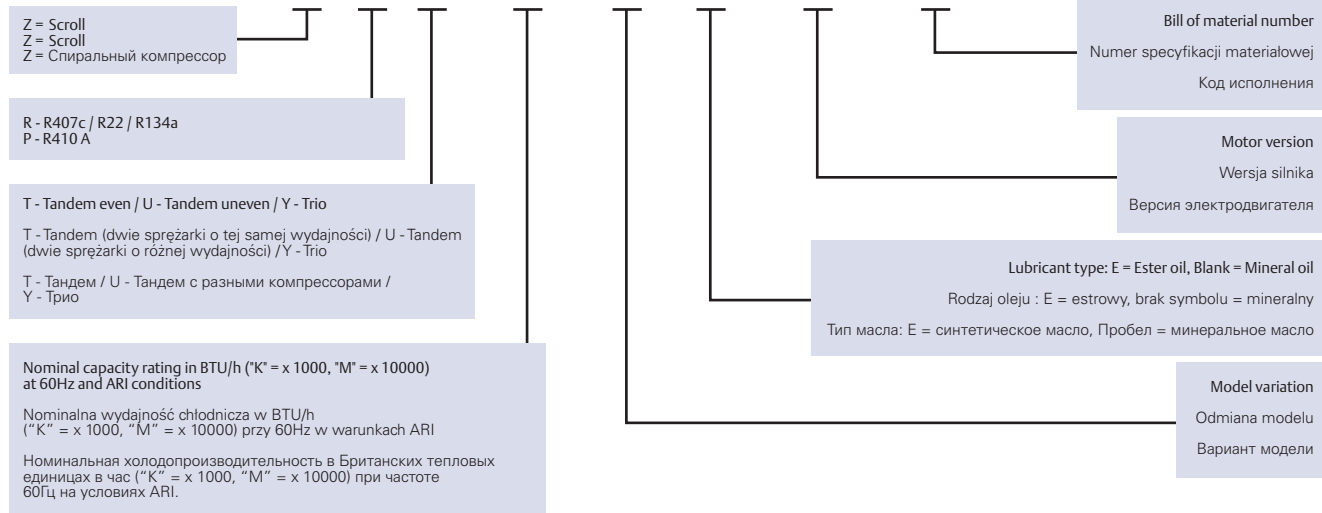 Z = Scroll
Z = Scroll
Z = Спиральный компрессор
R - R407c / R22 / R134a
P - R410 A
T - Tandem even / U - Tandem uneven / Y - Trio
T - Tandem (dwie sprężarki o tej samej wydajności) / U - Tandem
(dwie sprężarki o różnej wydajności) / Y - Trio
T - Тандем / U - Тандем с разными компрессорами /
Y - Трио
Nominal capacity rating in BTU/h ("K" = x 1000, "M" = x 10000)
at 60Hz and ARI conditions
Nominalna wydajność chłodnicza w BTU/h
(“K” = x 1000, “M” = x 10000) przy 60Hz w warunkach ARI
Номинальная холодопроизводительность в Британских тепловых
единицах в час (“K” = x 1000, “M” = x 10000) при частоте
60Гц на условиях ARI.
Bill of material number
Numer specyfikacji materiałowej
Код исполнения
Motor version
Wersja silnika
Версия электродвигателя
Lubricant type: E = Ester oil, Blank = Mineral oil
Rodzaj oleju : E = estrowy, brak symbolu = mineralny
Тип масла: E = синтетическое масло, Пробел = минеральное масло
Model variation
Odmiana modelu
Вариант модели